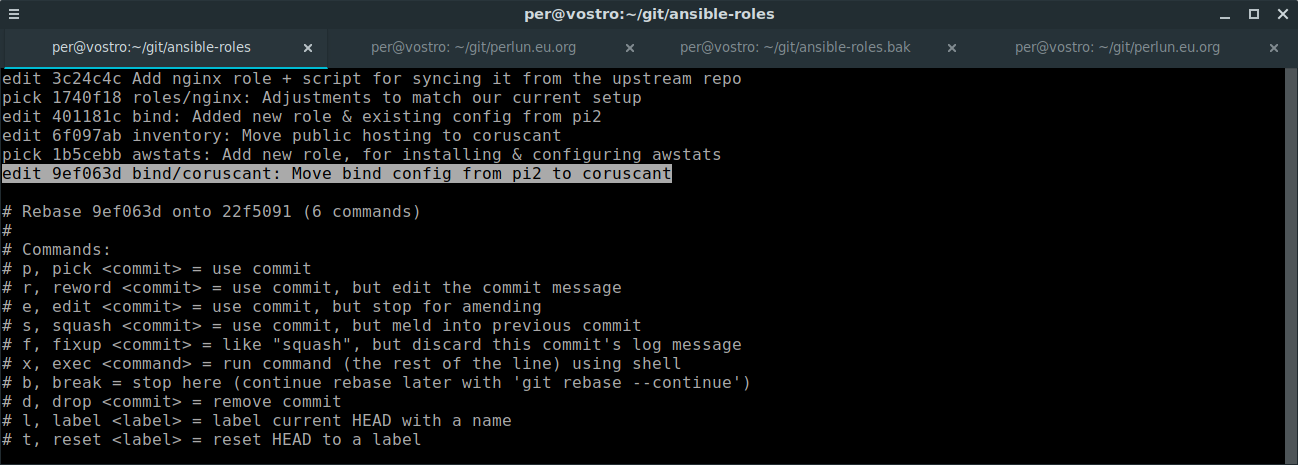 per@vostro:~/git/ansible-roles
per@vostro:~/git/ansible-roles
per@vostro: ~/git/perlun.eu.org
per@vostro: ~/git/ansible-roles.bak
per@vostro: ~/git/perlun.eu.org
edit 3c24c4c Add nginx role + script for syncing it from the upstream repo
pick 1740f18 roles/nginx: Adjustments to match our current setup
edit 401181c bind: Added new role & existing config from pi2
edit 6f097ab inventory: Move public hosting to coruscant
pick 1b5cebb awstats: Add new role, for installing & configuring awstats
edit 9ef063d bind/coruscant: Move bind config from pi2 to coruscant
# Rebase 9ef063d onto 22f5091 (6 commands)
#
# Commands:
# p, pick <commit> = use commit
# r, reword <commit> = use commit, but edit the commit message
# e, edit <commit> = use commit, but stop for amending
# s, squash <commit> = use commit, but meld into previous commit
# f, fixup <commit> = like "squash", but discard this commit's log message
# x, exec <command> = run command (the rest of the line) using shell
# b, break = stop here (continue rebase later with 'git rebase --continue')
# d, drop <commit> = remove commit
# l, label <label> = label current HEAD with a name
# t, reset <label> = reset HEAD to a label